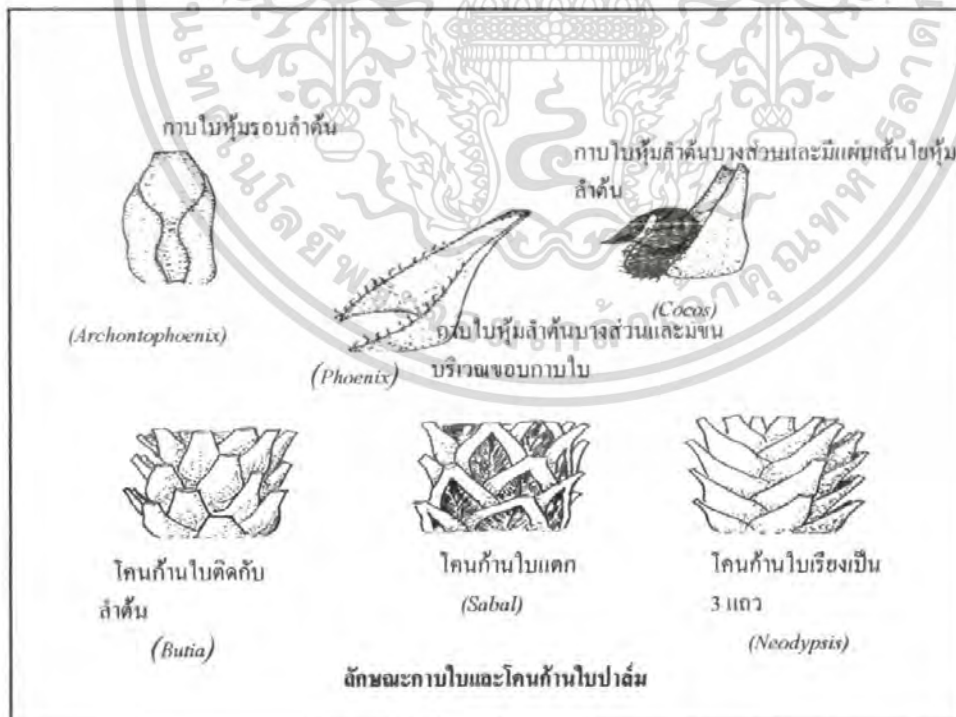 กาบใบหุ้มรอบลำต้น
(Archontophoenix)
กาบใบหุ้มลำต้นบางส่วนและมีแผ่นเส้นใยหุ้ม
ลำต้น
(Cocos)
กาบใบหุ้มลำต้นบางส่วนและมีขน
บริเวณขอบกาบใบ
(Phoenix)
โคนก้านใบติดกับ
ลำต้น
(Butia)
โคนก้านใบแตก
(Sabal)
โคนก้านใบเรียงเป็น
3 แถว
(Neodypsis)
ลักษณะกาบใบและโคนก้านใบปาล์ม